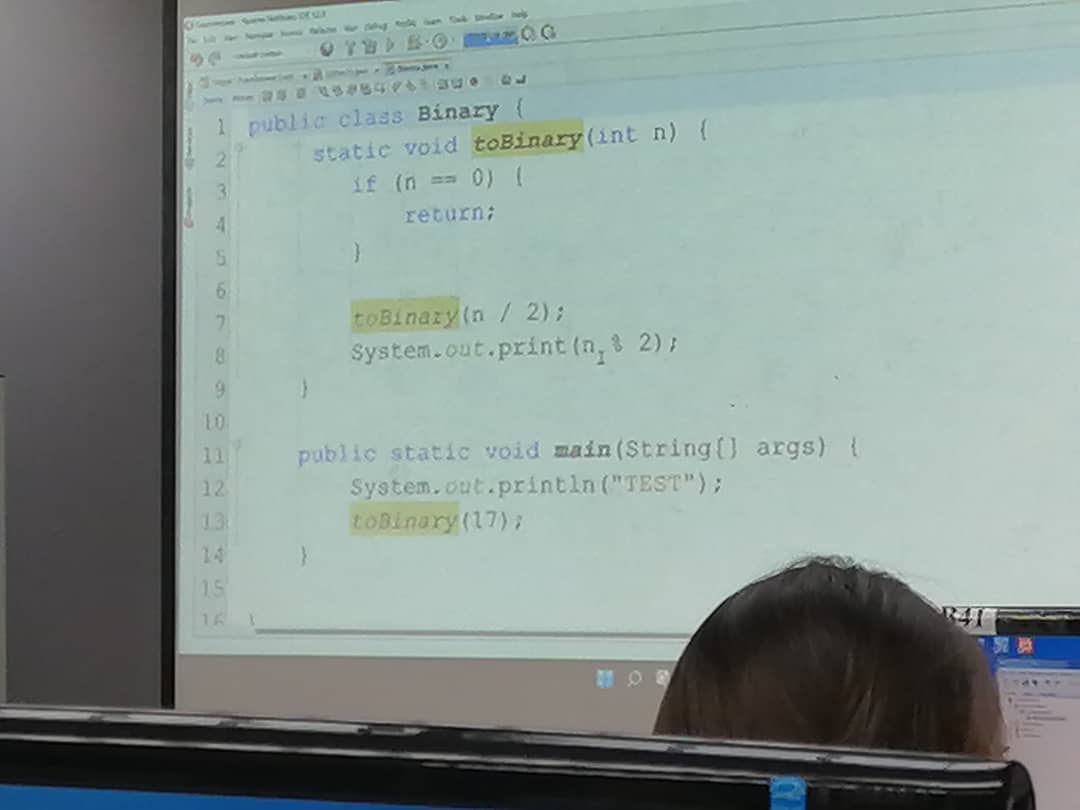 1 public class Binary {
2 static void toBinary(int n) {
3 if (n == 0) {
4 return;
5 }
6
7 toBinary(n / 2);
8 System.out.print(n % 2);
9 }
10
11 public static void main(String[] args) {
12 System.out.println("TEST");
13 toBinary(17);
14 }
15
16 }
R41